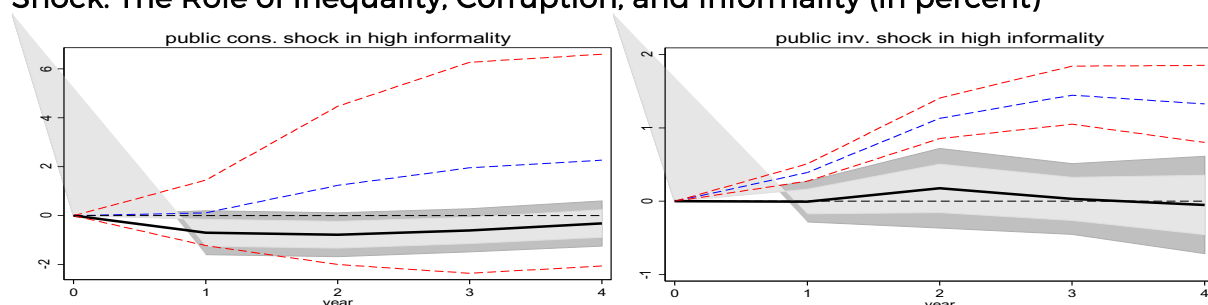 Shock: The Role of Inequality, Corruption, and Informality (in percent)
public cons. shock in high informality
6
4
2
0
-2
0 1 2 3 4
year
public inv. shock in high informality
2
1
0
-1
0 1 2 3 4
year